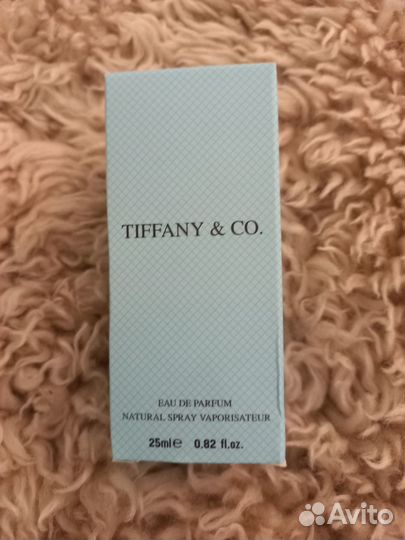 TIFFANY & CO.
EAU DE PARFUM
NATURAL SPRAY VAPORISATEUR
25ml℮ 0.82 fl.oz.
Avito